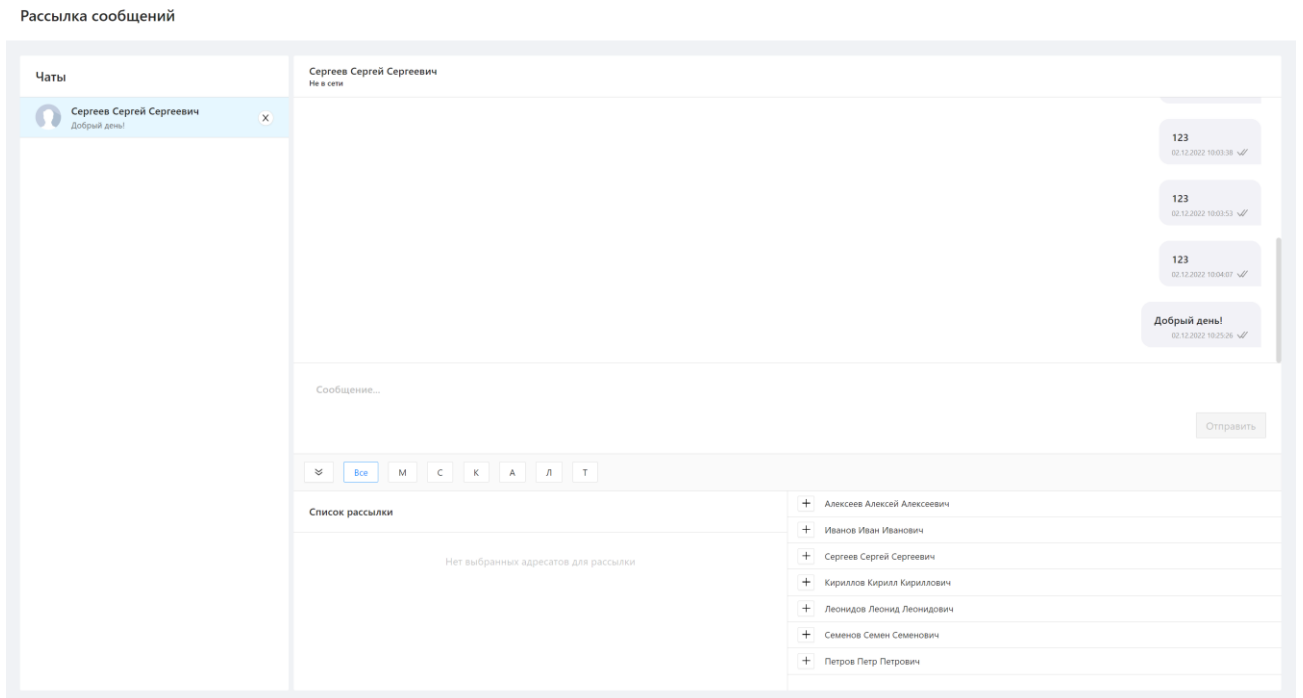 Рассылка сообщений
Чаты
Сергеев Сергей Сергеевич
Добрый день!
X
Сергеев Сергей Сергеевич
Не в сети
123
02.12.2022 10:03:38
123
02.12.2022 10:03:53
123
02.12.2022 10:04:07
Добрый день!
02.12.2022 10:25:26
Сообщение...
Отправить
Все М С К А Л Т
Список рассылки
Нет выбранных адресатов для рассылки
+ Алексеев Алексей Алексеевич
+ Иванов Иван Иванович
+ Сергеев Сергей Сергеевич
+ Кириллов Кирилл Кириллович
+ Леонидов Леонид Леонидович
+ Семенов Семен Семенович
+ Петров Петр Петрович